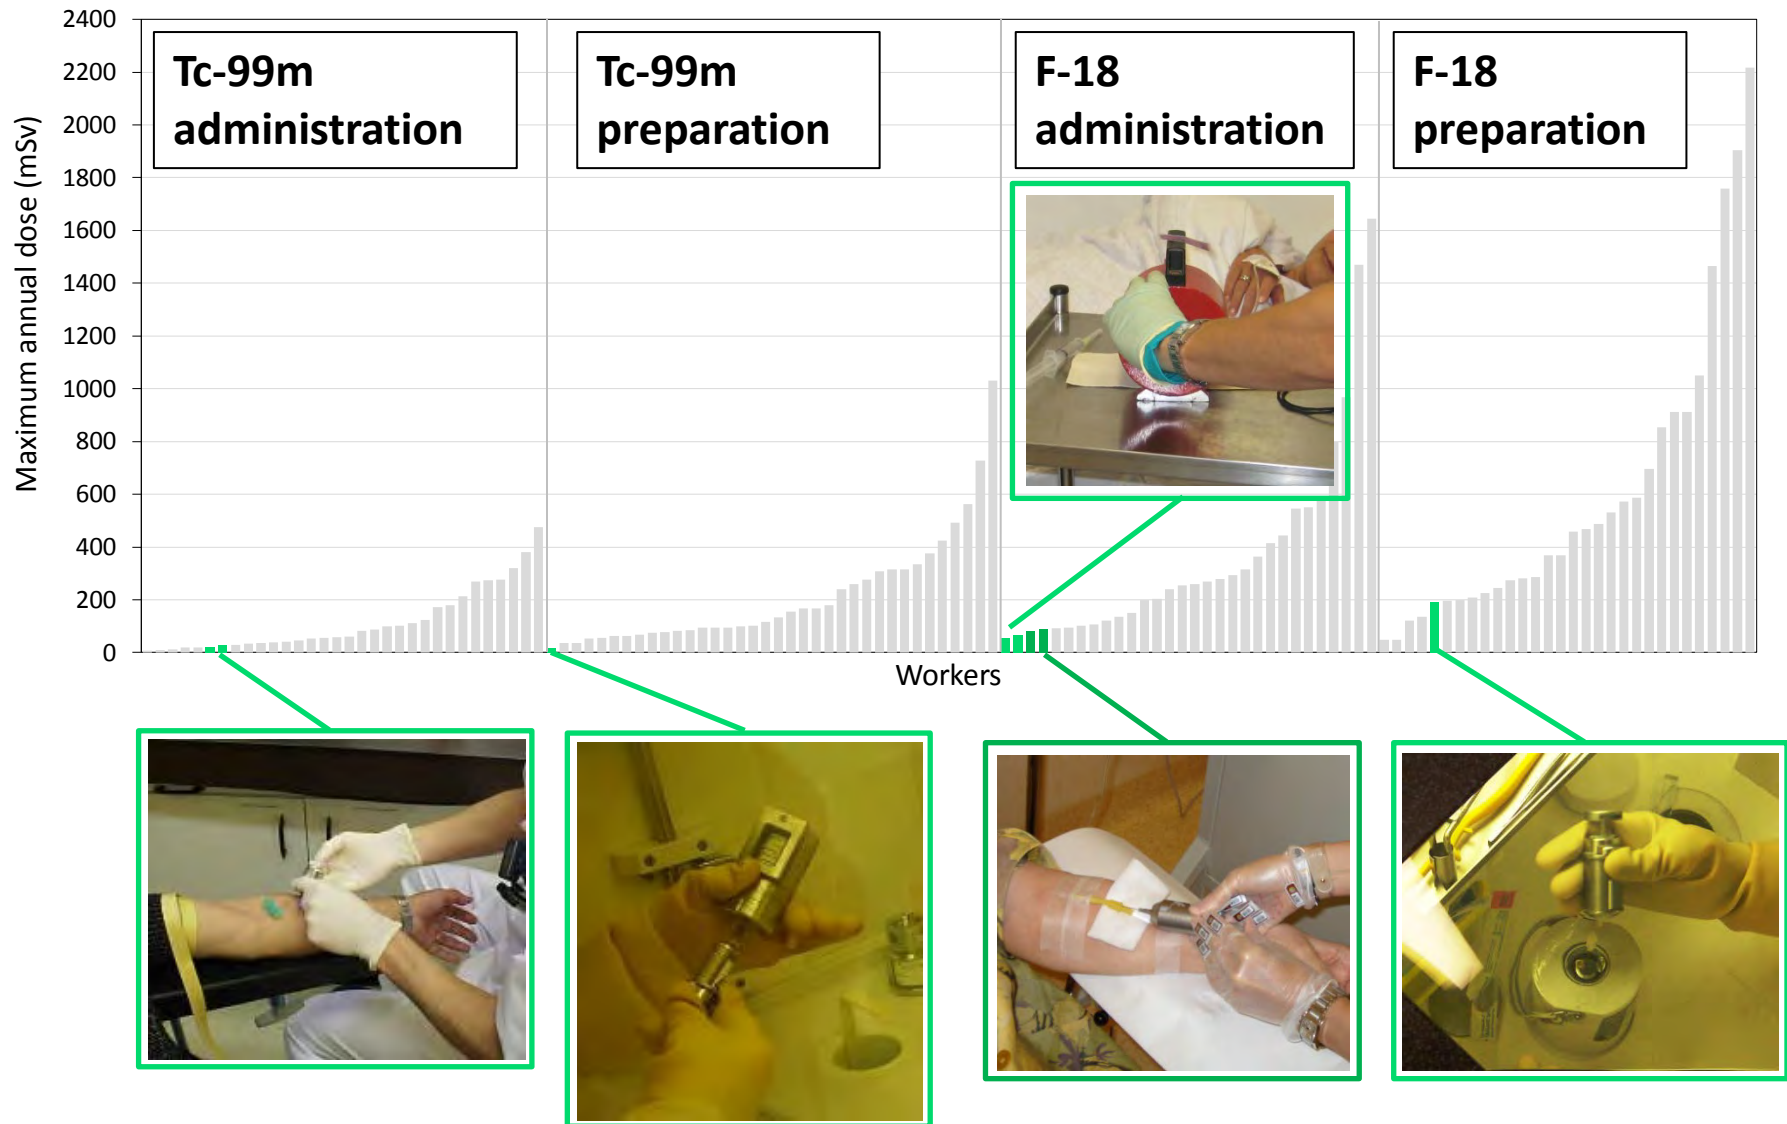 2400
2200
2000
1800
1600
1400
1200
1000
800
600
400
200
0
Maximum annual dose (mSv)
Tc-99m
administration
Tc-99m
preparation
F-18
administration
F-18
preparation
Workers